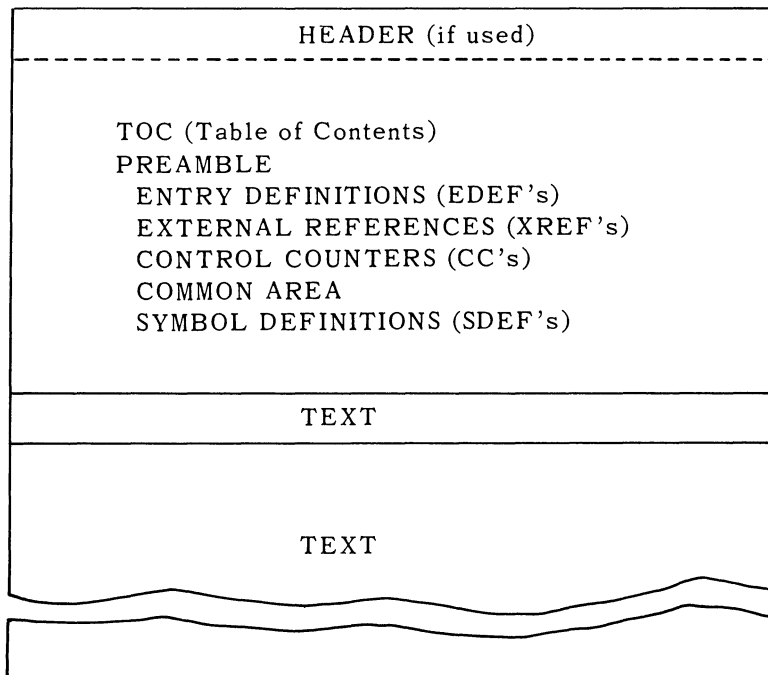 HEADER (if used)
TOC (Table of Contents)
PREAMBLE
ENTRY DEFINITIONS (EDEF's)
EXTERNAL REFERENCES (XREF's)
CONTROL COUNTERS (CC's)
COMMON AREA
SYMBOL DEFINITIONS (SDEF's)
TEXT
TEXT